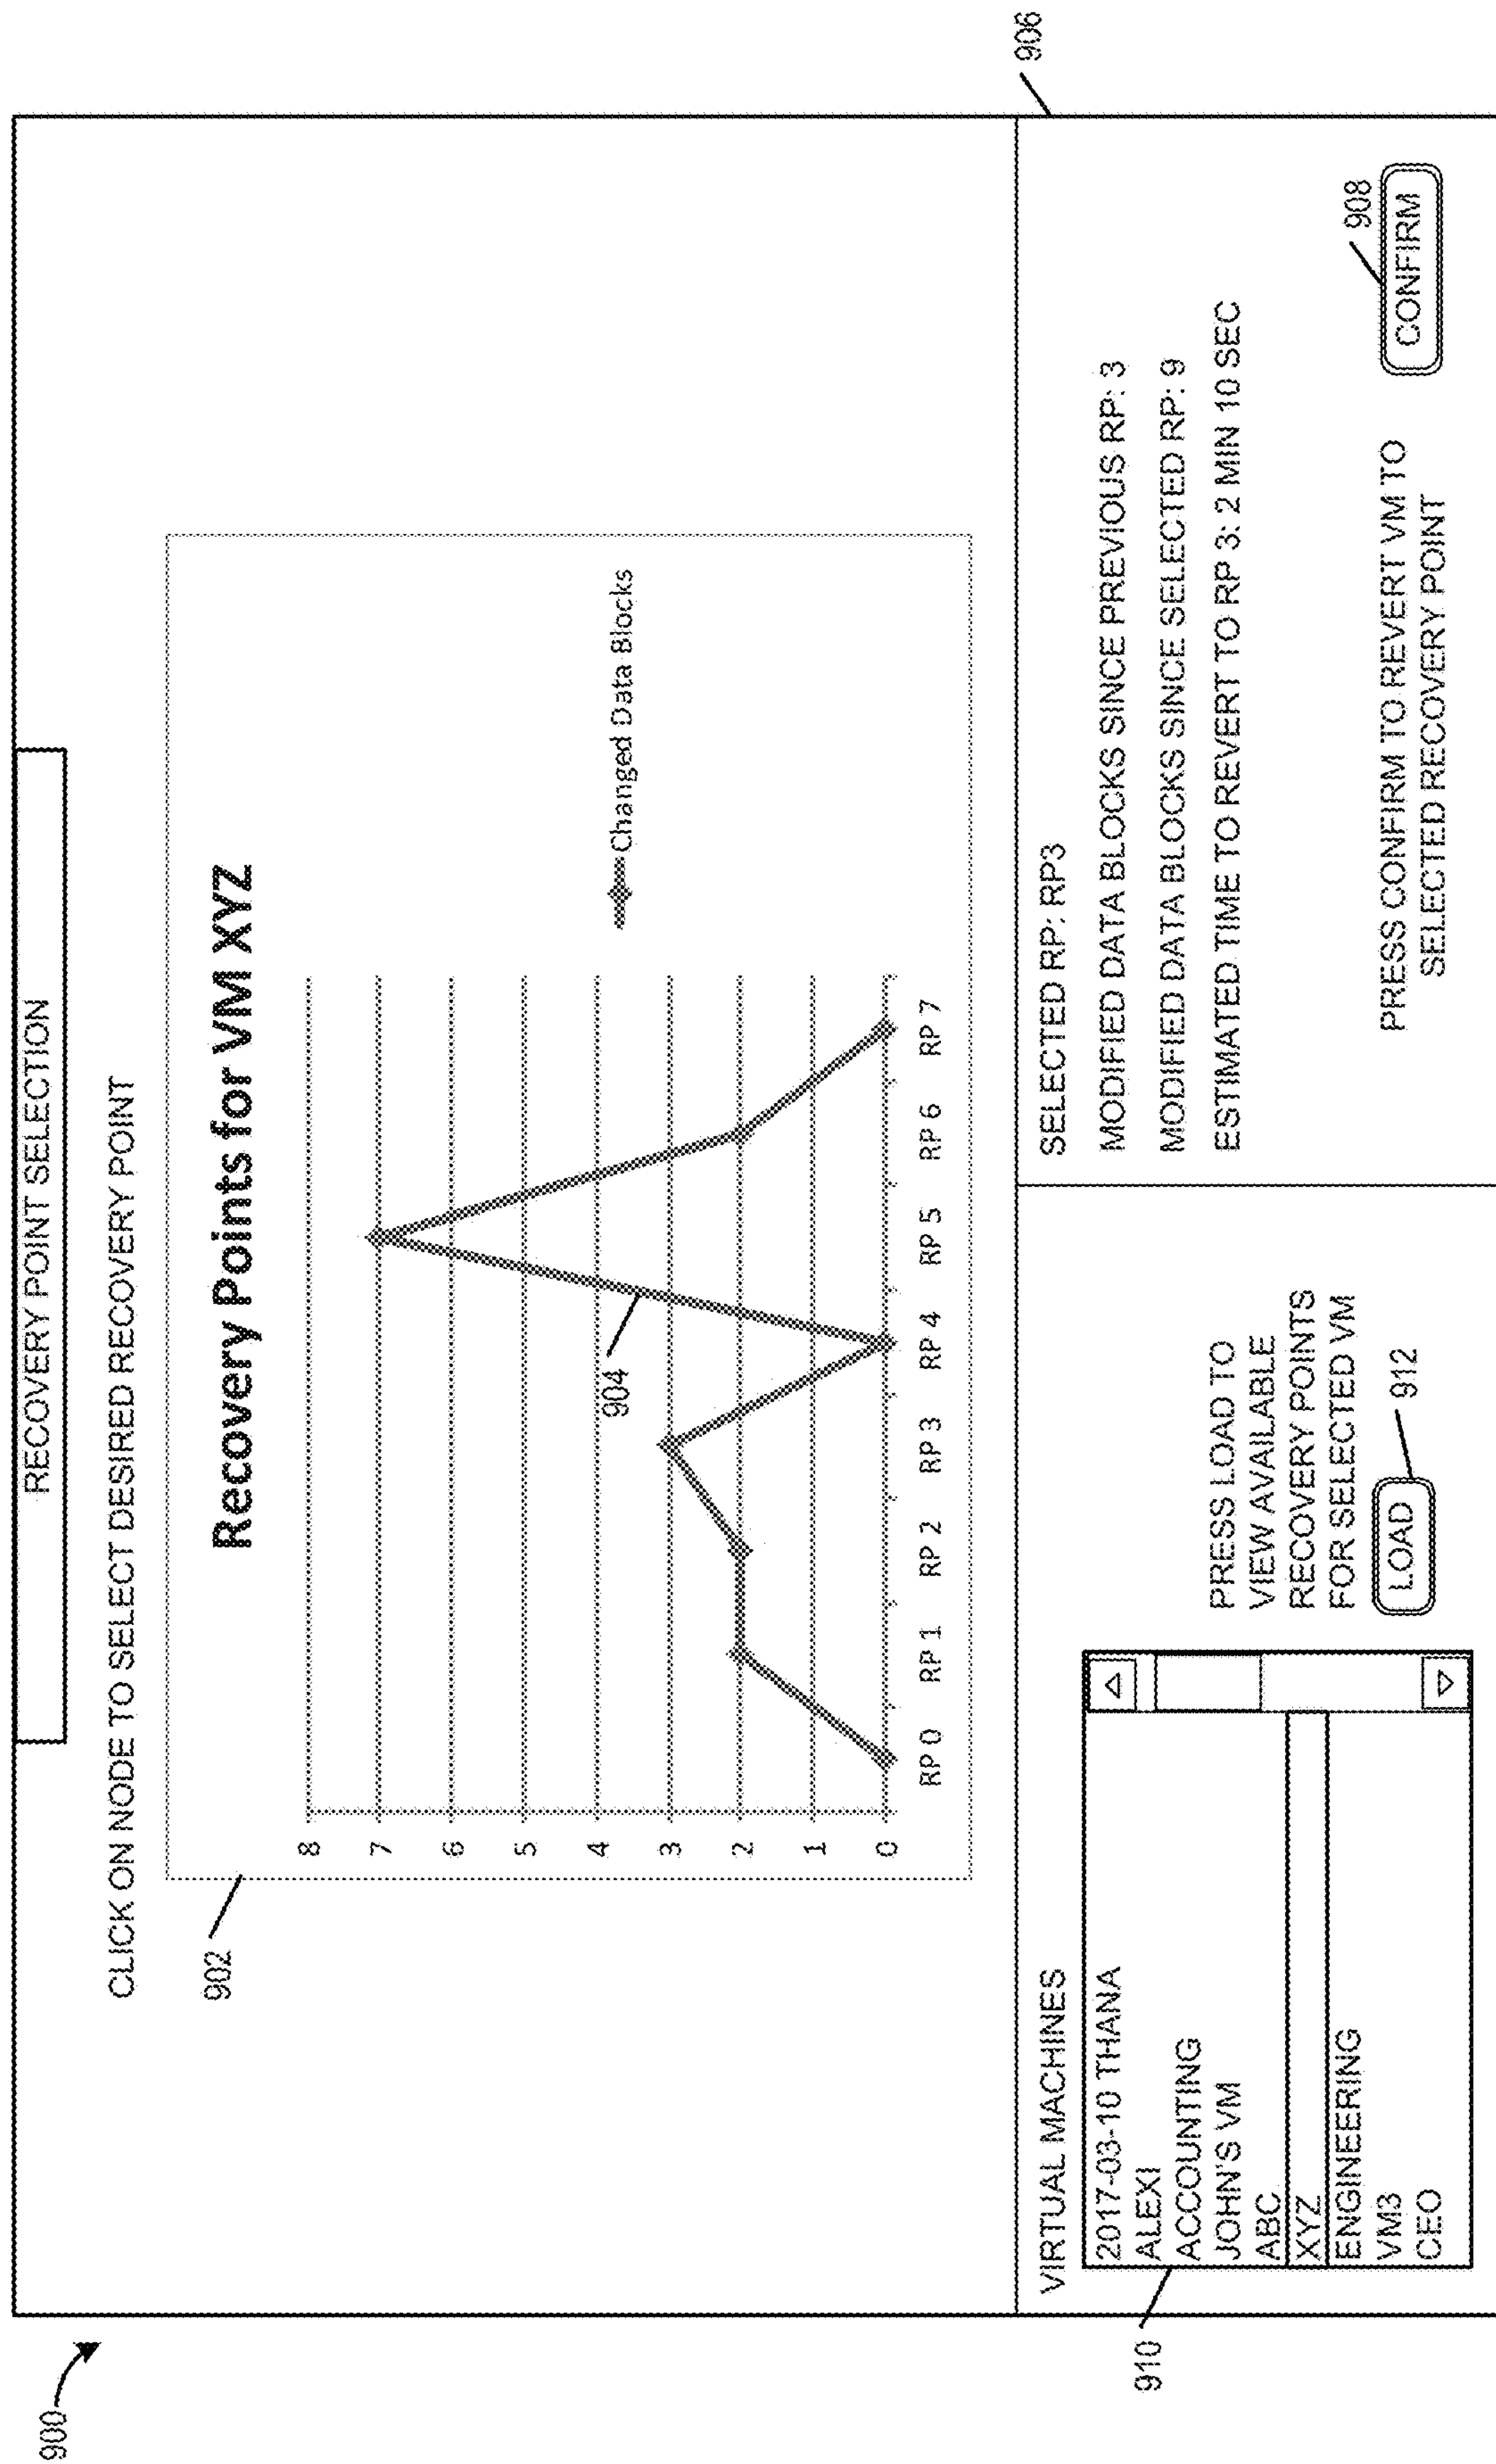 900
RECOVERY POINT SELECTION
CLICK ON NODE TO SELECT DESIRED RECOVERY POINT
902
Recovery Points for VM XYZ
8
7
6
5
4
3
2
1
0
904
Changed Data Blocks
RP 0 RP 1 RP 2 RP 3 RP 4 RP 5 RP 6 RP 7
906
VIRTUAL MACHINES
910
2017-03-10 THANA
ALEXI
ACCOUNTING
JOHN'S VM
ABC
XYZ
ENGINEERING
VM3
CEO
PRESS LOAD TO
VIEW AVAILABLE
RECOVERY POINTS
FOR SELECTED VM
LOAD
912
SELECTED RP: RP3
MODIFIED DATA BLOCKS SINCE PREVIOUS RP: 3
MODIFIED DATA BLOCKS SINCE SELECTED RP: 9
ESTIMATED TIME TO REVERT TO RP 3: 2 MIN 10 SEC
PRESS CONFIRM TO REVERT VM TO
SELECTED RECOVERY POINT
908
CONFIRM